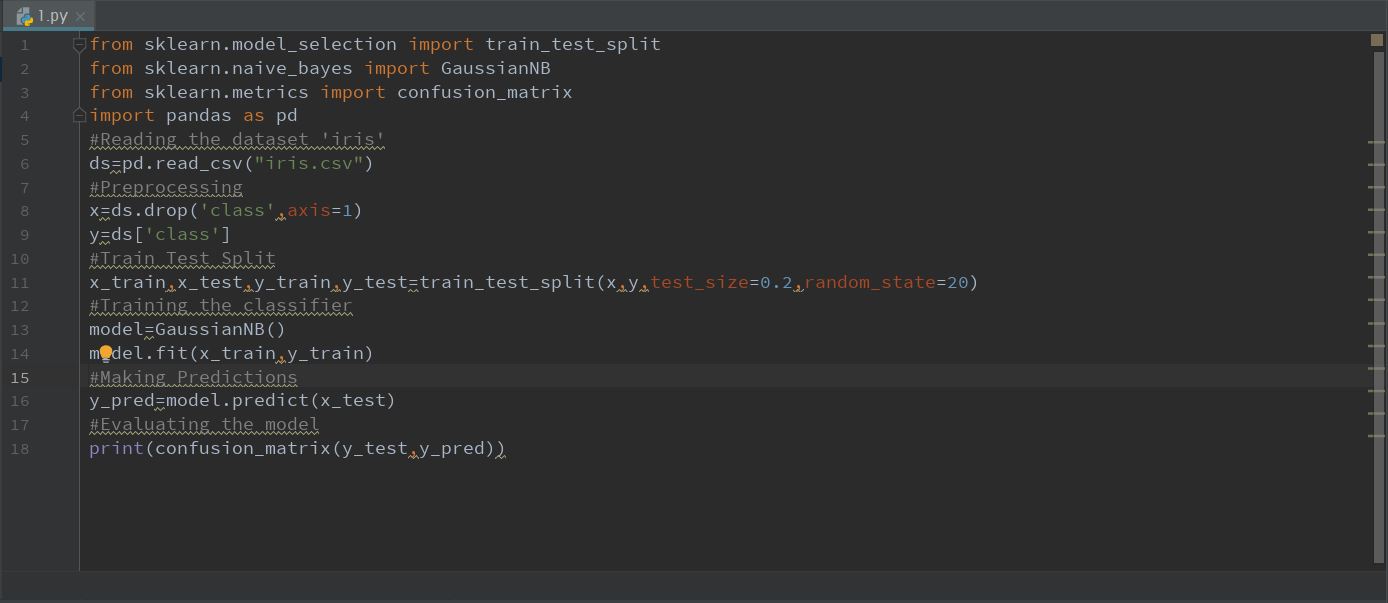 1.py
1 from sklearn.model_selection import train_test_split
2 from sklearn.naive_bayes import GaussianNB
3 from sklearn.metrics import confusion_matrix
4 import pandas as pd
5 #Reading the dataset 'iris'
6 ds=pd.read_csv("iris.csv")
7 #Preprocessing
8 x=ds.drop('class',axis=1)
9 y=ds['class']
10 #Train Test Split
11 x_train,x_test,y_train,y_test=train_test_split(x,y,test_size=0.2,random_state=20)
12 #Training the classifier
13 model=GaussianNB()
14 model.fit(x_train,y_train)
15 #Making Predictions
16 y_pred=model.predict(x_test)
17 #Evaluating the model
18 print(confusion_matrix(y_test,y_pred))